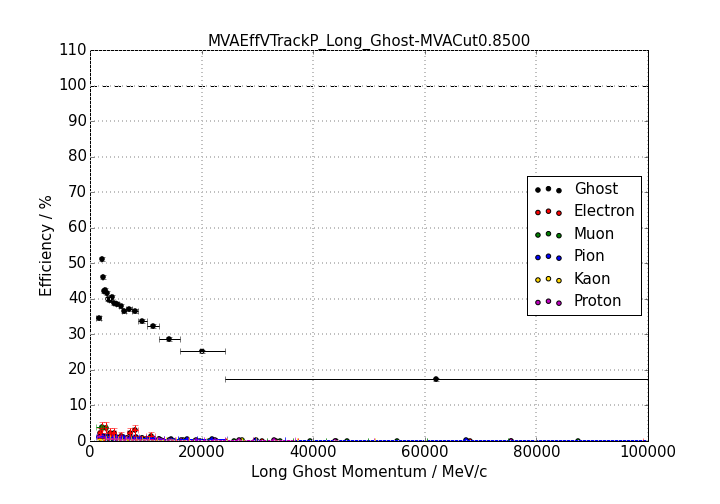 MVAEffVTrackP_Long_Ghost-MVACut0.8500
110
100
90
80
70
60
50
40
30
20
10
0
Efficiency / %
Ghost
Electron
Muon
Pion
Kaon
Proton
0 20000 40000 60000 80000 100000
Long Ghost Momentum / MeV/c